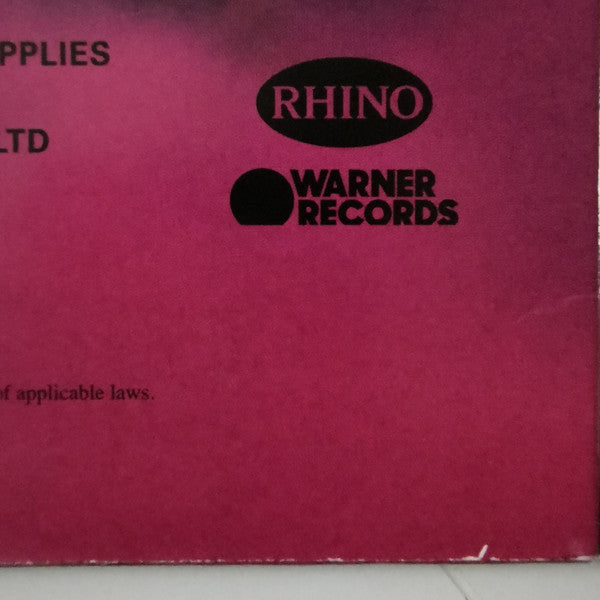 PPLIES
RHINO
LTD
WARNER
RECORDS
of applicable laws.